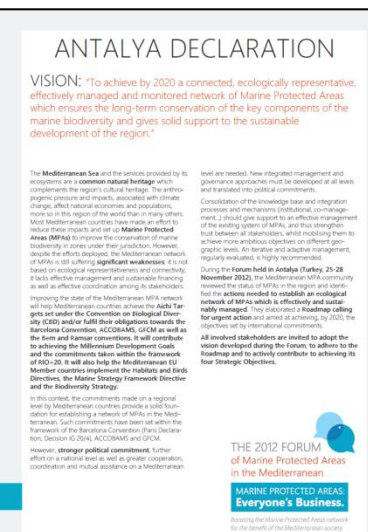 ANTALYA DECLARATION
VISION: "To achieve by 2020 a connected, ecologically representative,
effectively managed and monitored network of Marine Protected Areas
which ensures the long-term conservation of the key components of the
marine biodiversity and gives solid support to the sustainable
development of the region."
The Mediterranean Sea and the services provided by its
ecosystems are a common natural heritage which
complements the region's cultural heritage. The anthro-
pogenic pressure and impacts, associated with climate
change, affect economies and populations
more so in this region of the world than in many others.
Most Mediterranean countries have made an effort to
reduce these impacts and set up Marine Protected
Areas (MPAs) to improve the conservation of marine
biodiversity in zones under their jurisdiction. However,
despite the efforts deployed, the Mediterranean network
of MPAs is still suffering significant weaknesses: it is not
based on ecological representativeness and connectivity,
it lacks effective management and sustainable financing
as well as effective coordination among its stakeholders.
Improving the state of the Mediterranean MPA network
will help Mediterranean countries achieve the Aichi Tar-
gets set under the Convention on Biological Diver-
sity (CBD) and/or fulfil their obligations towards the
Barcelona Convention, ACCOBAMS, GFCM as well as
the Bern and Ramsar conventions. It will contribute
to achieving the Millennium Development Goals
and the commitments taken within the framework
of RIO+20. It will also help the Mediterranean EU
Member countries implement the Habitats and Birds
Directives, the Marine Strategy Framework Directive
and the Biodiversity Strategy.
In this context, the commitments made on a regional
level by Mediterranean countries provide a solid foun-
dation for establishing a network of MPAs in the Medi-
terranean. Such commitments have been set within the
framework of the Barcelona Convention (Paris Declara-
tion, Decision IG 20/4), ACCOBAMS and GFCM.
However, stronger political commitment, further
effort on a national level as well as greater cooperation,
coordination and mutual assistance on a Mediterranean
level are needed. New integrated management and
governance approaches must be developed at all levels
and translated into political commitments.
Consolidation of the knowledge base and integration
processes and mechanisms (institutional, co-manage-
ment...) should give support to an effective management
of the existing system of MPAs, and thus strengthen
trust between all stakeholders, whilst mobilising them to
achieve more ambitious objectives on different geo-
graphic levels. An iterative and adaptive management,
regularly evaluated, is highly recommended.
During the Forum held in Antalya (Turkey, 25-28
November 2012), the Mediterranean MPA community
reviewed the status of MPAs in the region and identi-
fied the actions needed to establish an ecological
network of MPAs which is effectively and sustai-
nably managed. They elaborated a Roadmap calling
for urgent action and aimed at achieving, by 2020, the
objectives set by international commitments.
All involved stakeholders are invited to adopt the
vision developed during the Forum, to adhere to the
Roadmap and to actively contribute to achieving its
four Strategic Objectives.
THE 2012 FORUM
of Marine Protected Areas
in the Mediterranean
MARINE PROTECTED AREAS:
Everyone's Business.
Boosting the Marine Protected Areas network
for the benefit of the Mediterranean society